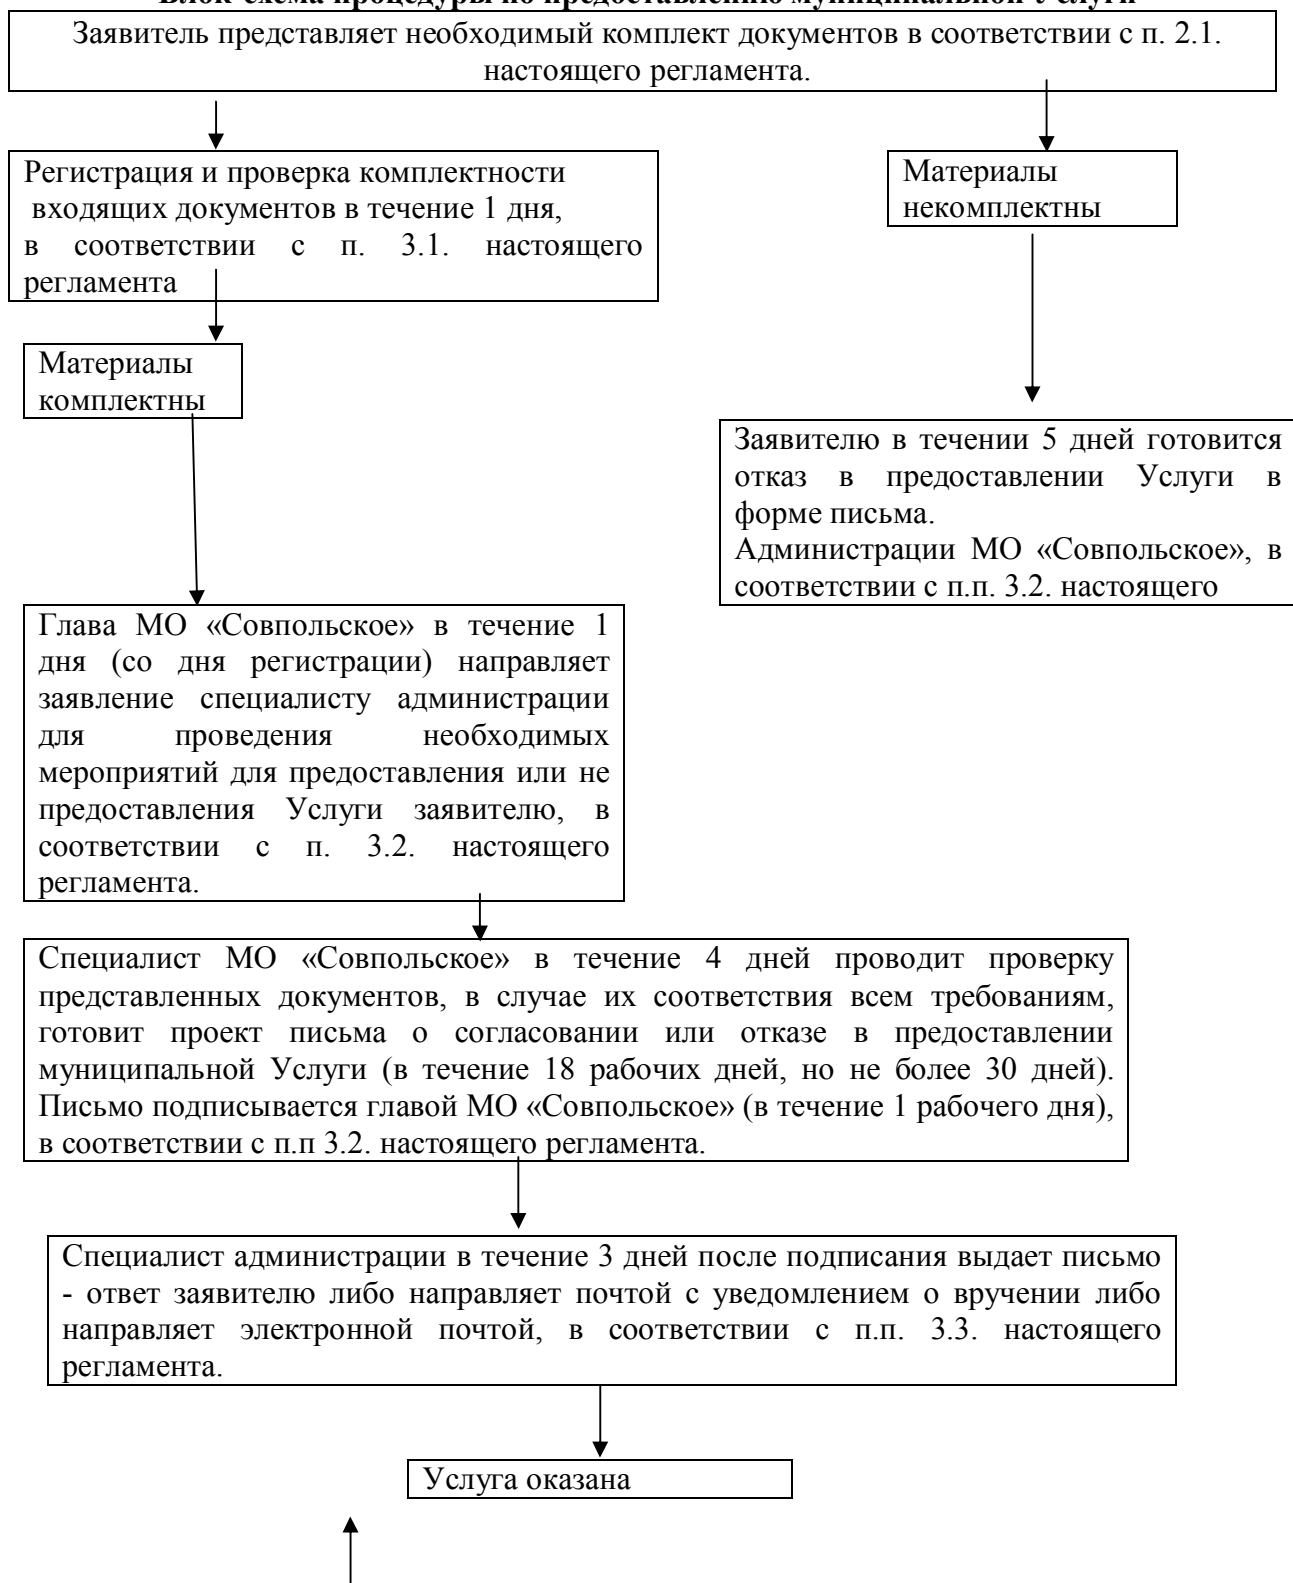 Блок-схема процедуры по предоставлению муниципальной Услуги
Заявитель представляет необходимый комплект документов в соответствии с п. 2.1.
настоящего регламента.
Регистрация и проверка комплектности
входящих документов в течение 1 дня,
в соответствии с п. 3.1. настоящего
регламента
Материалы
некомплектны
Материалы
комплектны
Заявителю в течении 5 дней готовится
отказ в предоставлении Услуги в
форме письма.
Администрации МО «Совпольское», в
соответствии с п.п. 3.2. настоящего
Глава МО «Совпольское» в течение 1
дня (со дня регистрации) направляет
заявление специалисту администрации
для проведения необходимых
мероприятий для предоставления или не
предоставления Услуги заявителю, в
соответствии с п. 3.2. настоящего
регламента.
Специалист МО «Совпольское» в течение 4 дней проводит проверку
представленных документов, в случае их соответствия всем требованиям,
готовит проект письма о согласовании или отказе в предоставлении
муниципальной Услуги (в течение 18 рабочих дней, но не более 30 дней).
Письмо подписывается главой МО «Совпольское» (в течение 1 рабочего дня),
в соответствии с п.п 3.2. настоящего регламента.
Специалист администрации в течение 3 дней после подписания выдает письмо
- ответ заявителю либо направляет почтой с уведомлением о вручении либо
направляет электронной почтой, в соответствии с п.п. 3.3. настоящего
регламента.
Услуга оказана